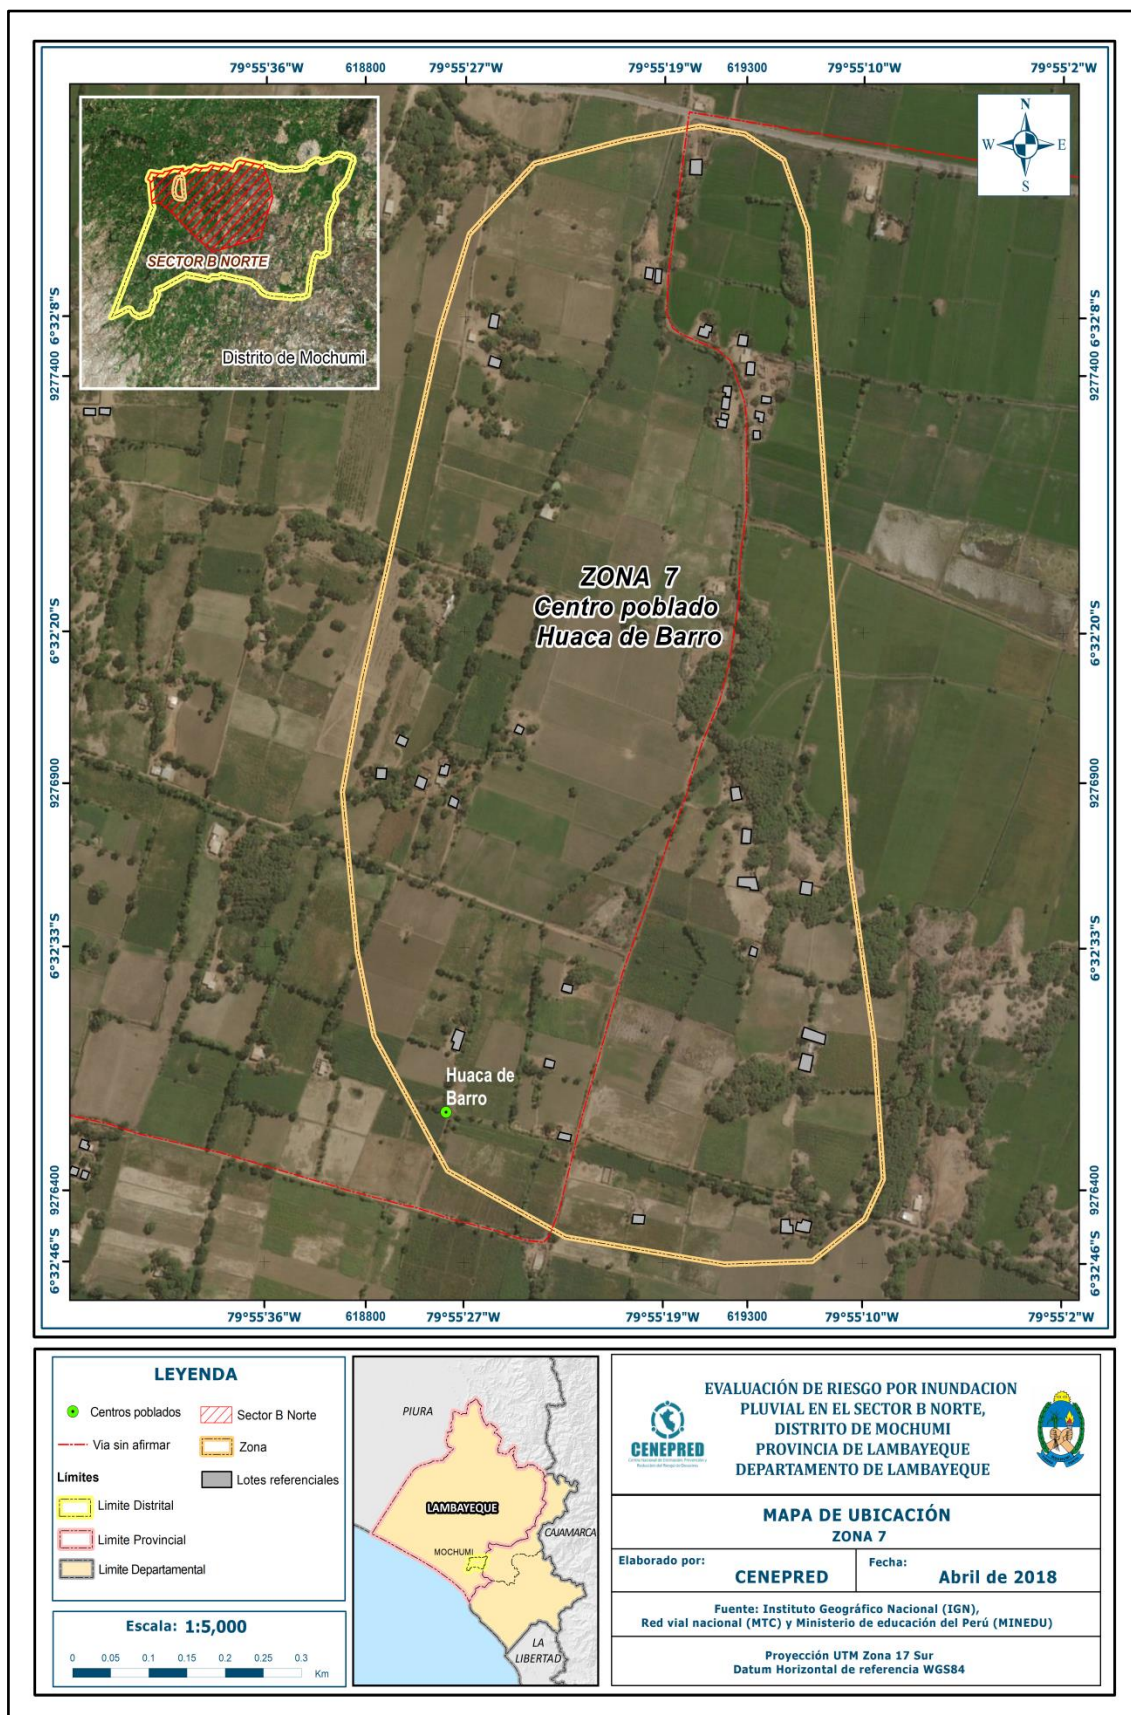 79°55'36"W 618800 79°55'27"W 79°55'19"W 619300 79°55'10"W 79°55'2"W
N
W E
S
SECTOR B NORTE
Distrito de Mochumi
6°32'8"S
6°32'8"S
9277400
9277400
ZONA 7
Centro poblado
Huaca de Barro
6°32'20"S
6°32'20"S
9276900
9276900
6°32'33"S
6°32'33"S
Huaca de
Barro
9276400
9276400
6°32'46"S
6°32'46"S
79°55'36"W 618800 79°55'27"W 79°55'19"W 619300 79°55'10"W 79°55'2"W
LEYENDA
Centros poblados
Sector B Norte
Via sin afirmar
Zona
Límites
Lotes referenciales
Limite Distrital
Limite Provincial
Limite Departamental
Escala: 1:5,000
0 0.05 0.1 0.15 0.2 0.3
Km
PIURA
LAMBAYEQUE
CAJAMARCA
MOCHUMI
LA
LIBERTAD
CENEPRED
EVALUACIÓN DE RIESGO POR INUNDACION
PLUVIAL EN EL SECTOR B NORTE,
DISTRITO DE MOCHUMI
PROVINCIA DE LAMBAYEQUE
DEPARTAMENTO DE LAMBAYEQUE
MAPA DE UBICACIÓN
ZONA 7
Elaborado por:
CENEPRED
Fecha:
Abril de 2018
Fuente: Instituto Geográfico Nacional (IGN),
Red vial nacional (MTC) y Ministerio de educación del Perú (MINEDU)
Proyección UTM Zona 17 Sur
Datum Horizontal de referencia WGS84